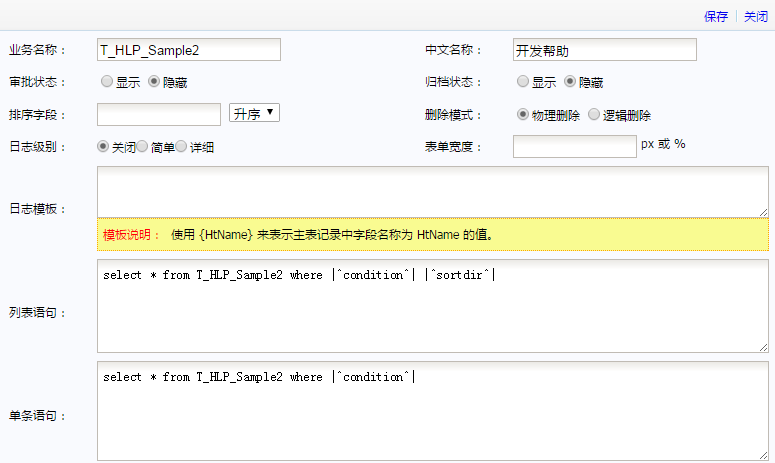 保存 关闭
业务名称： T_HLP_Sample2 中文名称： 开发帮助
审批状态： 显示 隐藏 归档状态： 显示 隐藏
排序字段： 升序 删除模式： 物理删除 逻辑删除
日志级别： 关闭 简单 详细 表单宽度： px 或 %
日志模板：
模板说明： 使用 {HtName} 来表示主表记录中字段名称为 HtName 的值。
列表语句： select * from T_HLP_Sample2 where |^condition^| |^sortdir^|
单条语句： select * from T_HLP_Sample2 where |^condition^|